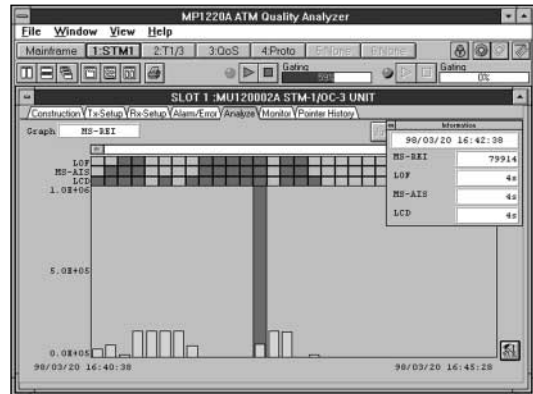 MP1220A ATM Quality Analyzer
File Window View Help
Mainframe 1:STM1 2:T1/3 3:QoS 4:Proto 5:None 6:None
Gating Gating
0%
SLOT 1 :MU120002A STM-1/OC-3 UNIT
Construction Tx-Setup Rx-Setup Alarm/Error Analyze Monitor Pointer History
Graph MS-REI
Information
98/03/20 16:42:38
MS-REI 79914
LOF 4s
MS-AIS 4s
LCD 4s
LOF
MS-AIS
LCD
1.0E+06
5.0E+05
0.0E+05
98/03/20 16:40:38 98/03/20 16:45:28